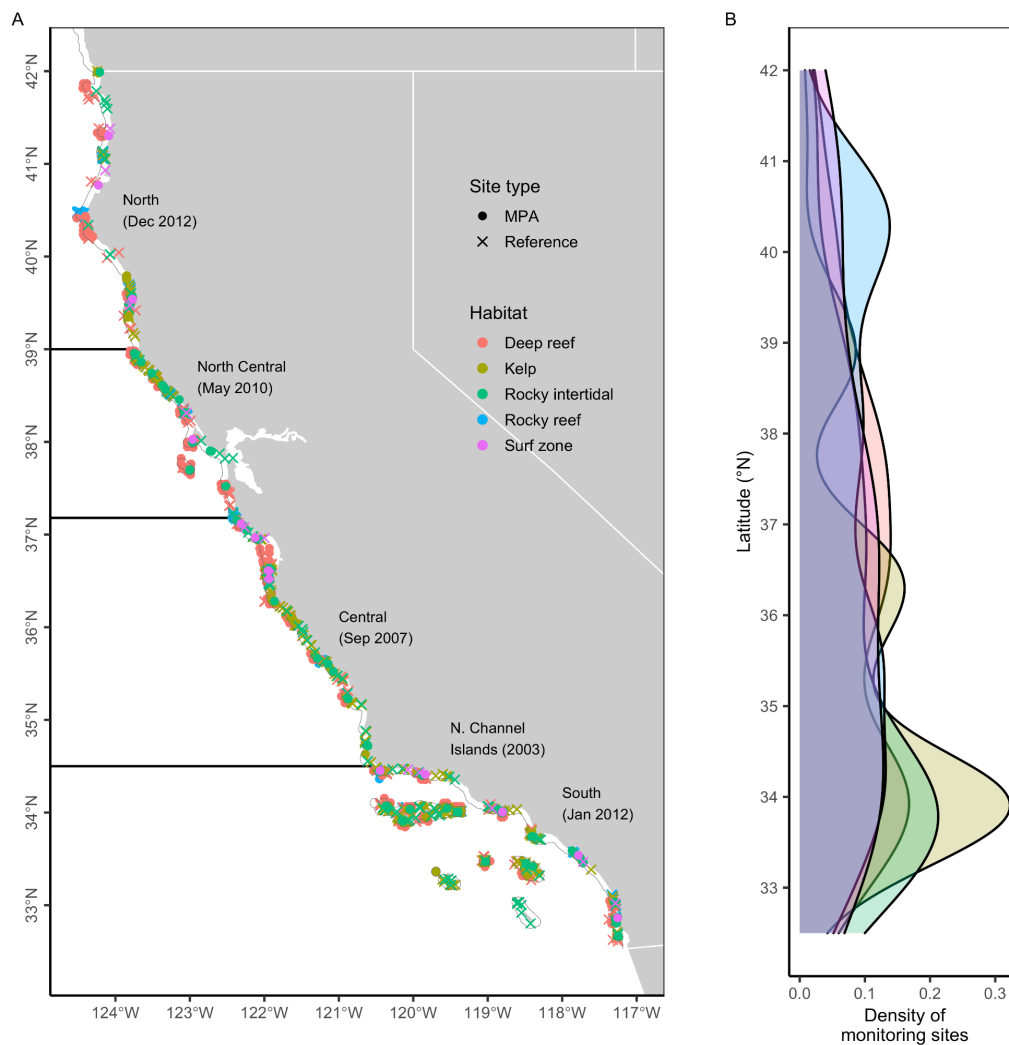 A
B
42°N
41°N
40°N
39°N
38°N
37°N
36°N
35°N
34°N
33°N
124°W
123°W
122°W
121°W
120°W
119°W
118°W
117°W
North
(Dec 2012)
North Central
(May 2010)
Central
(Sep 2007)
N. Channel
Islands (2003)
South
(Jan 2012)
Site type
MPA
Reference
Habitat
Deep reef
Kelp
Rocky intertidal
Rocky reef
Surf zone
Latitude (°N)
42
41
40
39
38
37
36
35
34
33
0.0
0.1
0.2
0.3
Density of
monitoring sites